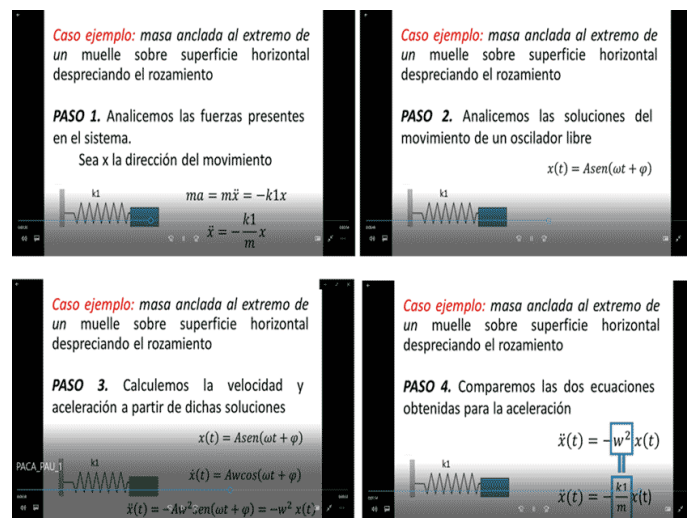 Caso ejemplo: masa anclada al extremo de
un muelle sobre superficie horizontal
despreciando el rozamiento
PASO 1. Analicemos las fuerzas presentes
en el sistema.
Sea x la dirección del movimiento
k1
ma = mẍ = −k1x
ẍ = −k1/m x
Caso ejemplo: masa anclada al extremo de
un muelle sobre superficie horizontal
despreciando el rozamiento
PASO 2. Analicemos las soluciones del
movimiento de un oscilador libre
x(t) = Asen(ωt + φ)
k1
Caso ejemplo: masa anclada al extremo de
un muelle sobre superficie horizontal
despreciando el rozamiento
PASO 3. Calculemos la velocidad y
aceleración a partir de dichas soluciones
x(t) = Asen(ωt + φ)
PACA_PAU_1
k1
ẋ(t) = Awcos(ωt + φ)
ẍ(t) = −Aw²sen(ωt + φ) = −w² x(t)
Caso ejemplo: masa anclada al extremo de
un muelle sobre superficie horizontal
despreciando el rozamiento
PASO 4. Comparemos las dos ecuaciones
obtenidas para la aceleración
ẍ(t) = −w² x(t)
k1
ẍ(t) = −k1/m x(t)